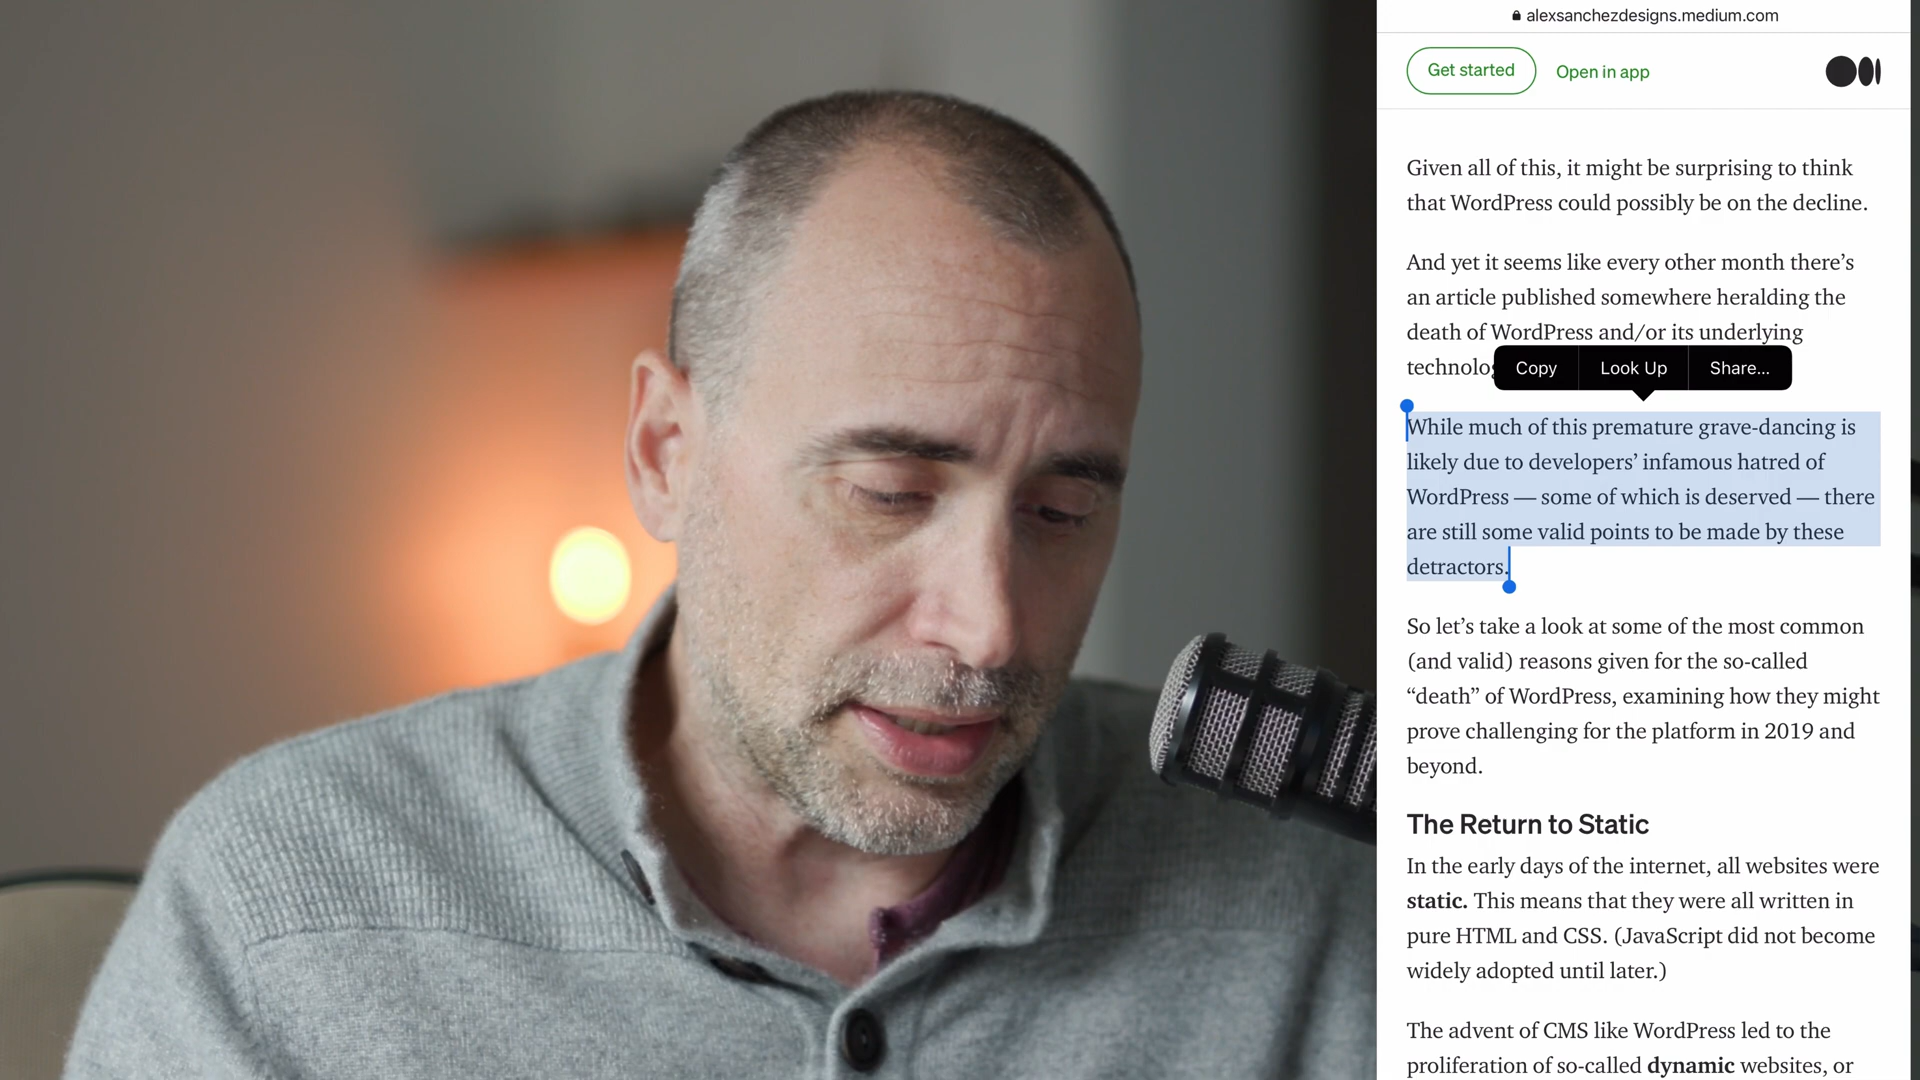 alexsanchezdesigns.medium.com
Get started
Open in app
Given all of this, it might be surprising to think
that WordPress could possibly be on the decline.
And yet it seems like every other month there’s
an article published somewhere heralding the
death of WordPress and/or its underlying
technolo
Copy
Look Up
Share...
While much of this premature grave-dancing is
likely due to developers’ infamous hatred of
WordPress — some of which is deserved — there
are still some valid points to be made by these
detractors.
So let’s take a look at some of the most common
(and valid) reasons given for the so-called
“death” of WordPress, examining how they might
prove challenging for the platform in 2019 and
beyond.
The Return to Static
In the early days of the internet, all websites were
static. This means that they were all written in
pure HTML and CSS. (JavaScript did not become
widely adopted until later.)
The advent of CMS like WordPress led to the
proliferation of so-called dynamic websites, or